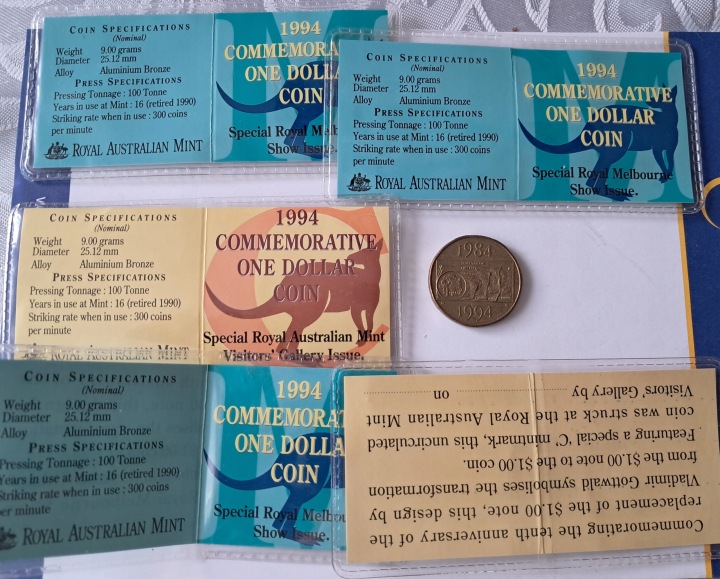 COIN SPECIFICATIONS
(Nominal)
Weight 9.00 grams
Diameter 25.12 mm
Alloy Aluminium Bronze
PRESS SPECIFICATIONS
Pressing Tonnage : 100 Tonne
Years in use at Mint : 16 (retired 1990)
Striking rate when in use : 300 coins
per minute
ROYAL AUSTRALIAN MINT
1994
COMMEMORA
ONE DOLLA
COIN
Special Royal Melb
Show Issue.
COIN SPECIFICATIONS
(Nominal)
Weight 9.00 grams
Diameter 25.12 mm
Alloy Aluminium Bronze
PRESS SPECIFICATIONS
Pressing Tonnage : 100 Tonne
Years in use at Mint : 16 (retired 1990)
Striking rate when in use : 300 coins
per minute
ROYAL AUSTRALIAN MINT
1994
COMMEMORATIVE
ONE DOLLAR
COIN
Special Royal Melbourne
Show Issue.
COIN SPECIFICATIONS
(Nominal)
Weight 9.00 grams
Diameter 25.12 mm
Alloy Aluminium Bronze
PRESS SPECIFICATIONS
Pressing Tonnage : 100 Tonne
Years in use at Mint : 16 (retired 1990)
Striking rate when in use : 300 coins
per minute
ROYAL AUSTRALIAN MINT
1994
COMMEMORATIVE
ONE DOLLAR
COIN
Special Royal Australian Mint
Visitors' Gallery Issue.
1984
1994
COIN SPECIFICATIONS
(Nominal)
Weight 9.00 grams
Diameter 25.12 mm
Alloy Aluminium Bronze
PRESS SPECIFICATIONS
Pressing Tonnage : 100 Tonne
Years in use at Mint : 16 (retired 1990)
Striking rate when in use : 300 coins
er minute
ROYAL AUSTRALIAN MINT
1994
COMMEMORAT
ONE DOLLA
COIN
Special Royal Melbou
Show Issue.
Commemorating the tenth anniversary of the
replacement of the $1.00 note, this design by
Vladimir Gottwald symbolises the transformation
from the $1.00 note to the $1.00 coin.
Featuring a special 'C' mintmark, this uncirculated
coin was struck at the Royal Australian Mint
Visitors' Gallery by .................... on ....................